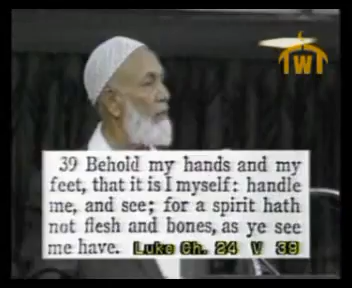 W
39 Behold my hands and my
feet, that it is I myself: handle
me, and see; for a spirit hath
not flesh and bones, as ye see
me have. Luke Ch. 24 V 39